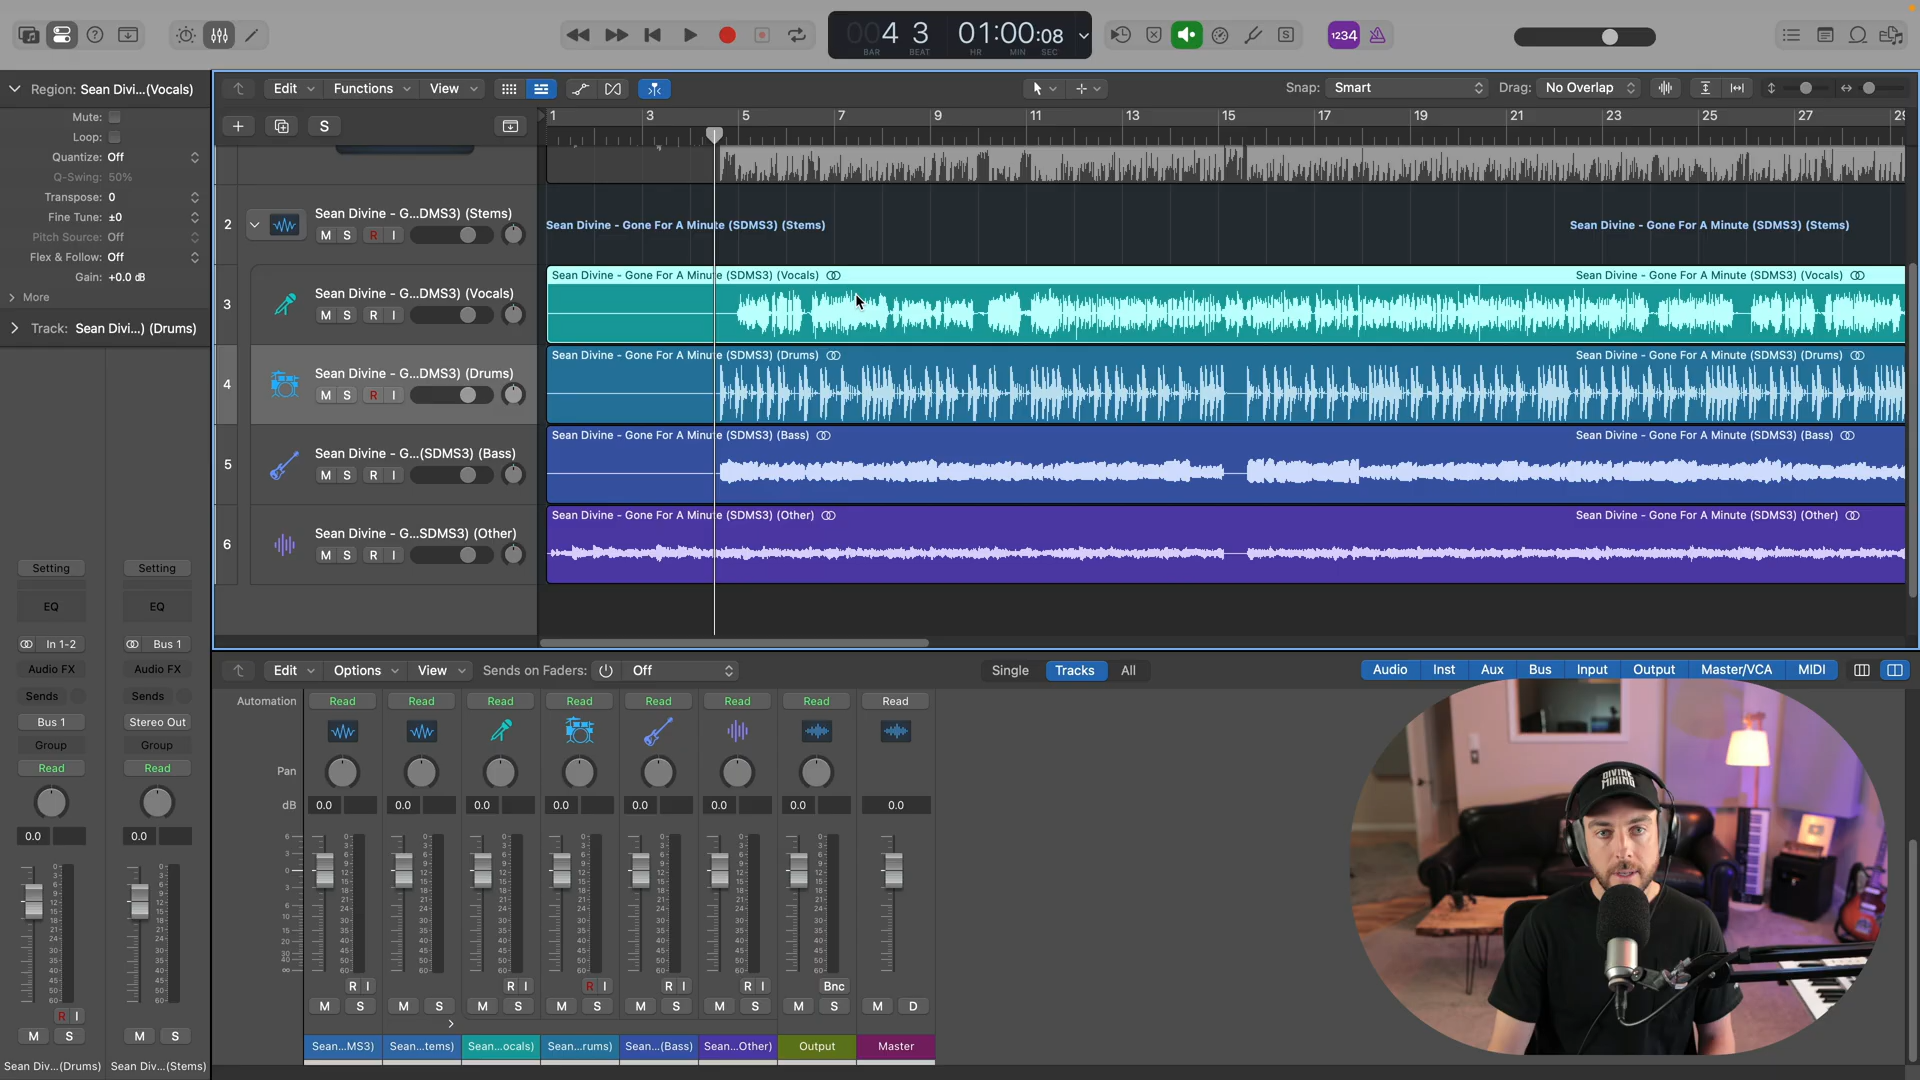 004 3
BAR BEAT
01:00:08
HR MIN SEC
1234
S
Region: Sean Divi...(Vocals)
Mute:
Loop:
Quantize: Off
Q-Swing: 50%
Transpose: 0
Fine Tune: ±0
Pitch Source: Off
Flex & Follow: Off
Gain: +0.0 dB
More
Track: Sean Divi...) (Drums)
Edit Functions View
Snap: Smart
Drag: No Overlap
S
1 3 5 7 9 11 13 15 17 19 21 23 25 27 29
2
Sean Divine - G...DMS3) (Stems)
M S R I
Sean Divine - Gone For A Minute (SDMS3) (Stems)
Sean Divine - Gone For A Minute (SDMS3) (Stems)
3
Sean Divine - G...DMS3) (Vocals)
M S R I
Sean Divine - Gone For A Minute (SDMS3) (Vocals)
Sean Divine - Gone For A Minute (SDMS3) (Vocals)
4
Sean Divine - G...DMS3) (Drums)
M S R I
Sean Divine - Gone For A Minute (SDMS3) (Drums)
Sean Divine - Gone For A Minute (SDMS3) (Drums)
5
Sean Divine - G...(SDMS3) (Bass)
M S R I
Sean Divine - Gone For A Minute (SDMS3) (Bass)
Sean Divine - Gone For A Minute (SDMS3) (Bass)
6
Sean Divine - G...SDMS3) (Other)
M S R I
Sean Divine - Gone For A Minute (SDMS3) (Other)
Sean Divine - Gone For A Minute (SDMS3) (Other)
Setting Setting
EQ EQ
In 1-2 Bus 1
Audio FX Audio FX
Sends Sends
Bus 1 Stereo Out
Group Group
Read Read
0.0 0.0
R I
M S M S
Sean Div...(Drums) Sean Div...(Stems)
Edit Options View Sends on Faders: Off
Single Tracks All
Audio Inst Aux Bus Input Output Master/VCA MIDI
Automation Read Read Read Read Read Read Read Read
Pan
dB 0.0 0.0 0.0 0.0 0.0 0.0 0.0 0.0
R I R I R I R I R I Bnc
M S M S M S M S M S M S M S M D
Sean...MS3) Sean...tems) Sean...ocals) Sean...rums) Sean...(Bass) Sean...Other) Output Master
DIVINE
MIXING